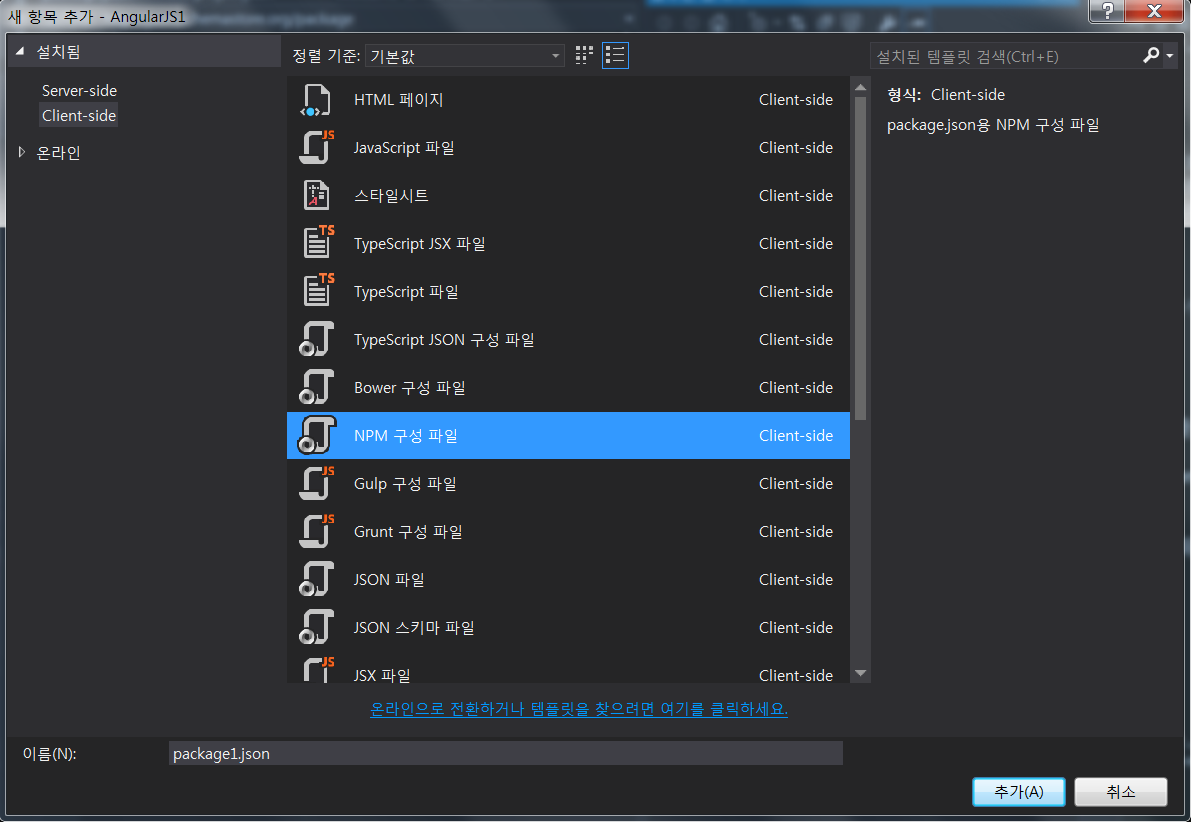 새 항목 추가 - AngularJS1
설치됨
Server-side
Client-side
온라인
정렬 기준: 기본값
HTML 페이지 Client-side
JavaScript 파일 Client-side
스타일시트 Client-side
TypeScript JSX 파일 Client-side
TypeScript 파일 Client-side
TypeScript JSON 구성 파일 Client-side
Bower 구성 파일 Client-side
NPM 구성 파일 Client-side
Gulp 구성 파일 Client-side
Grunt 구성 파일 Client-side
JSON 파일 Client-side
JSON 스키마 파일 Client-side
JSX 파일 Client-side
온라인으로 전환하거나 템플릿을 찾으려면 여기를 클릭하세요.
설치된 템플릿 검색(Ctrl+E)
형식: Client-side
package.json용 NPM 구성 파일
이름(N): package1.json
추가(A) 취소